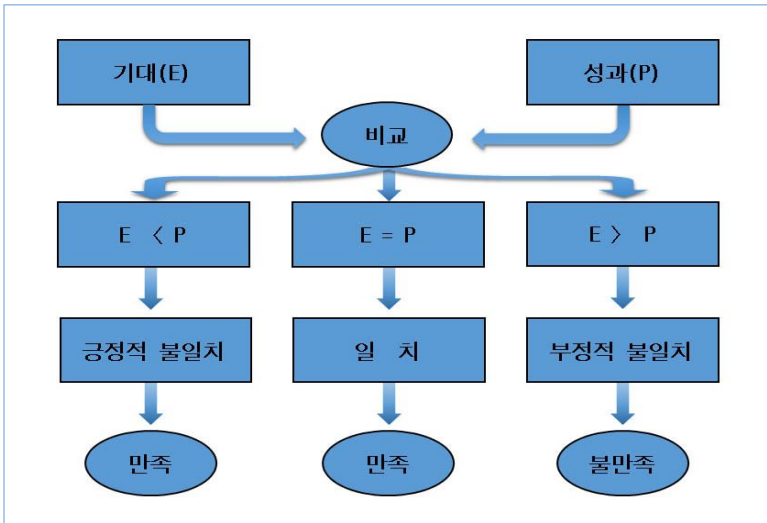 기대(E)
성과(P)
비교
E < P
E = P
E > P
긍정적 불일치
일 치
부정적 불일치
만족
만족
불만족